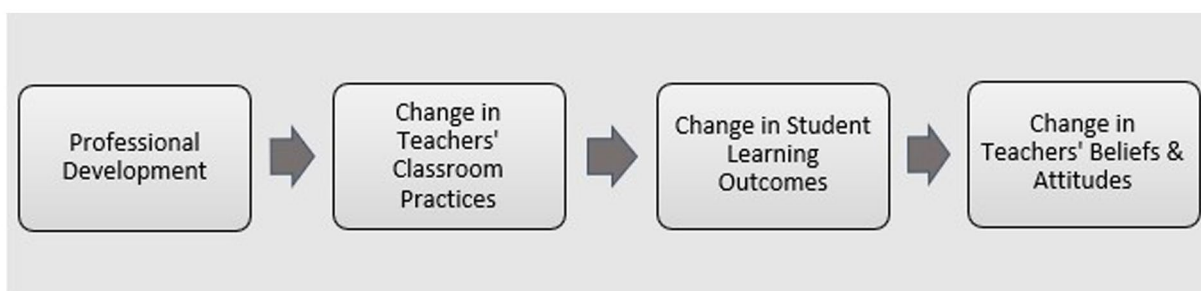 Professional
Development
Change in
Teachers'
Classroom
Practices
Change in Student
Learning
Outcomes
Change in
Teachers' Beliefs &
Attitudes